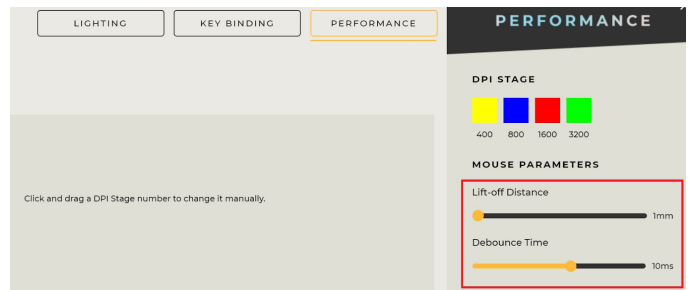 LIGHTING
KEY BINDING
PERFORMANCE
PERFORMANCE
DPI STAGE
400 800 1600 3200
MOUSE PARAMETERS
Click and drag a DPI Stage number to change it manually.
Lift-off Distance
1mm
Debounce Time
10ms